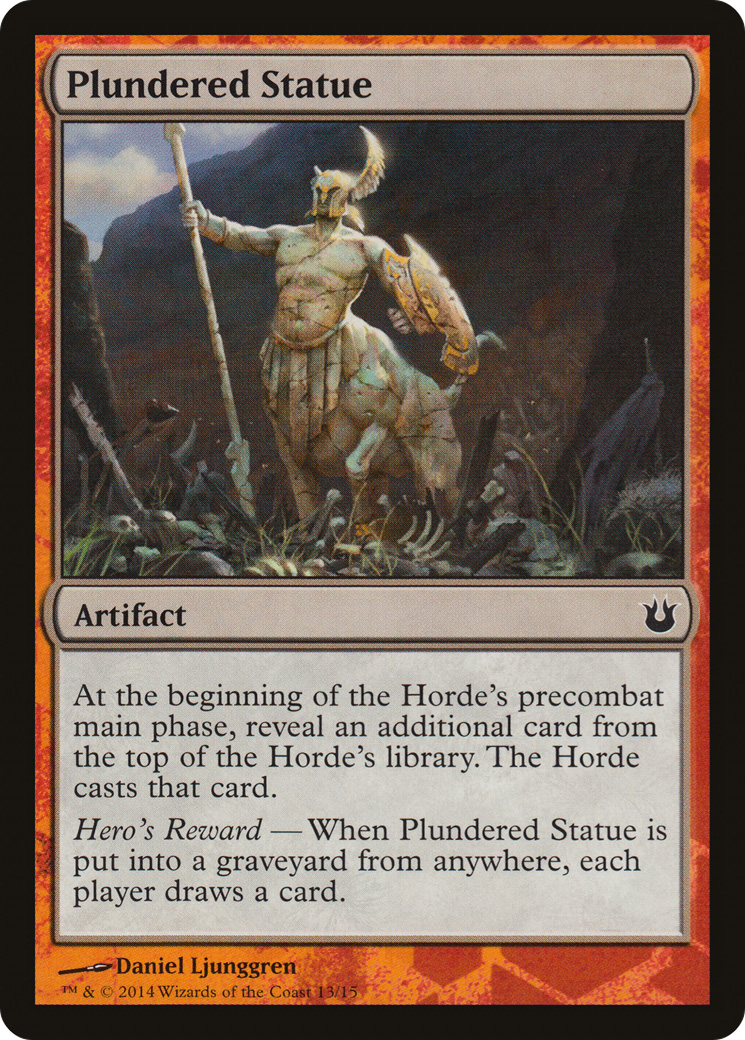 Plundered Statue
Artifact
At the beginning of the Horde's precombat
main phase, reveal an additional card from
the top of the Horde's library. The Horde
casts that card.
Hero's Reward — When Plundered Statue is
put into a graveyard from anywhere, each
player draws a card.
Daniel Ljunggren
™ & © 2014 Wizards of the Coast 13/15